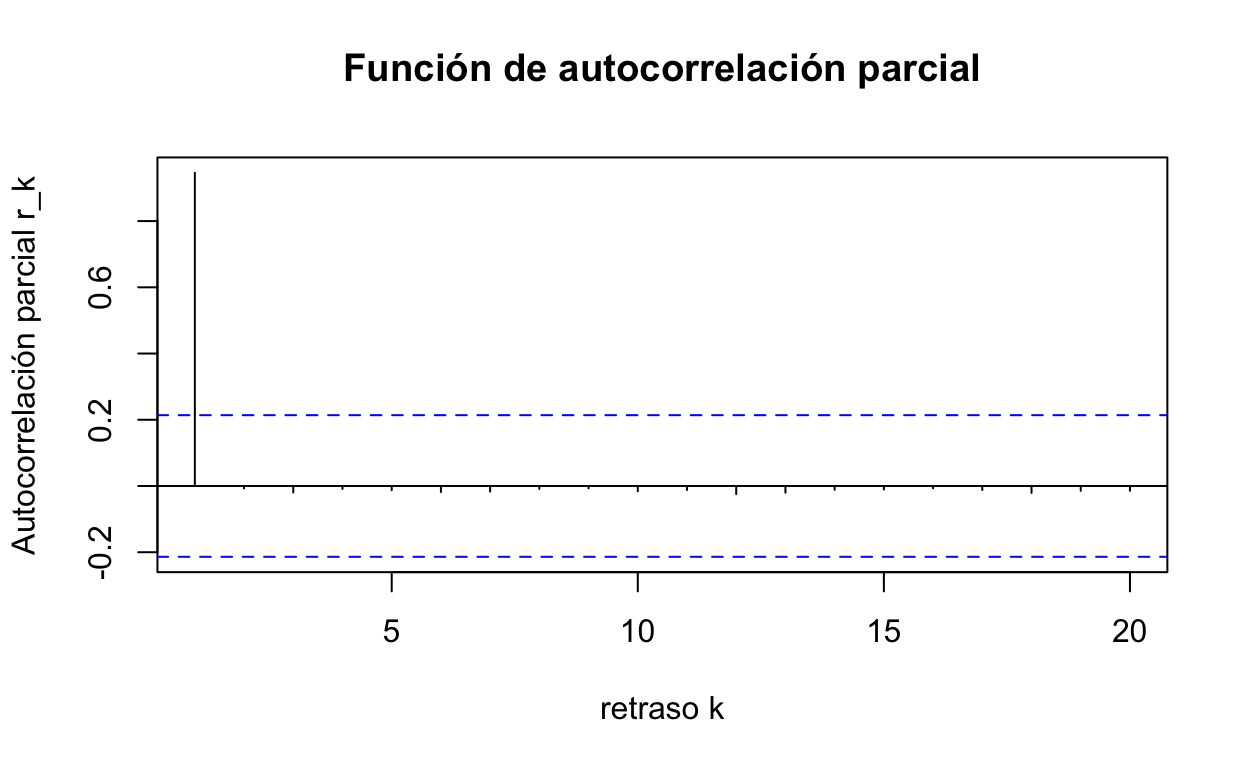 Función de autocorrelación parcial
Autocorrelación parcial r_k
0.6
0.2
-0.2
5 10 15 20
retraso k